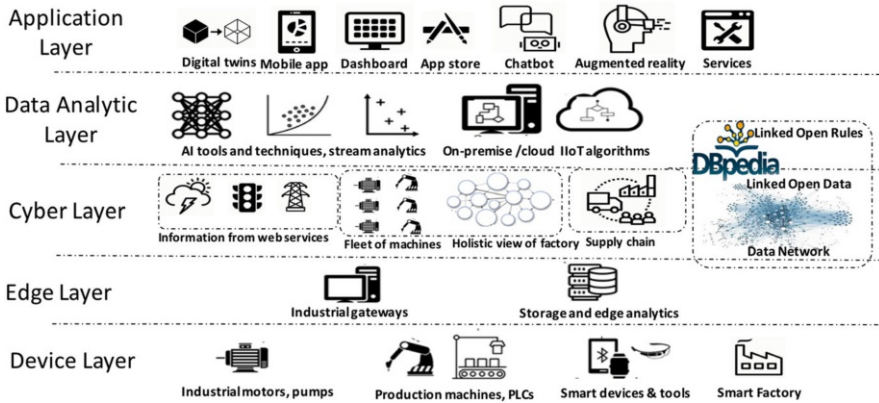 Application
Layer
Digital twins
Mobile app
Dashboard
App store
Chatbot
Augmented reality
Services
Data Analytic
Layer
AI tools and techniques, stream analytics
On-premise /cloud IIoT algorithms
Linked Open Rules
DBpedia
Linked Open Data
Data Network
Cyber Layer
Information from web services
Fleet of machines
Holistic view of factory
Supply chain
Edge Layer
Industrial gateways
Storage and edge analytics
Device Layer
Industrial motors, pumps
Production machines, PLCs
Smart devices & tools
Smart Factory